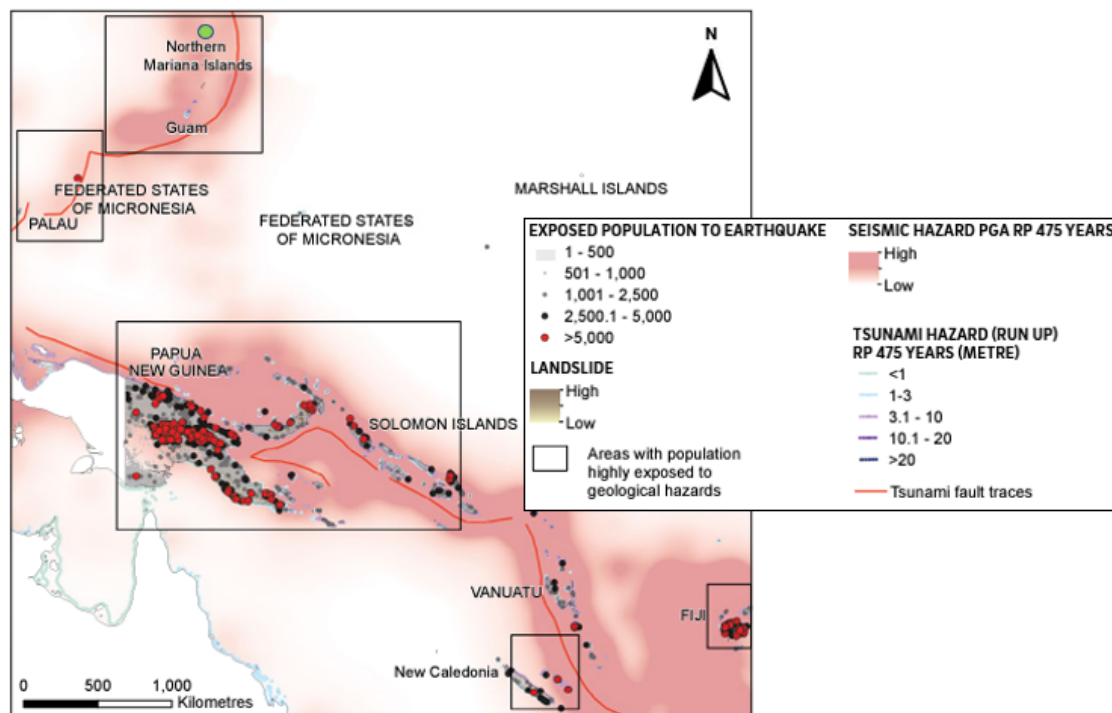 N
Northern
Mariana Islands
Guam
FEDERATED STATES
OF MICRONESIA
PALAU
MARSHALL ISLANDS
FEDERATED STATES
OF MICRONESIA
EXPOSED POPULATION TO EARTHQUAKE
1 - 500
501 - 1,000
1,001 - 2,500
2,500.1 - 5,000
>5,000
LANDSLIDE
High
Low
Areas with population
highly exposed to
geological hazards
SEISMIC HAZARD PGA RP 475 YEARS
High
Low
TSUNAMI HAZARD (RUN UP)
RP 475 YEARS (METRE)
<1
1-3
3.1 - 10
10.1 - 20
>20
Tsunami fault traces
PAPUA
NEW GUINEA
SOLOMON ISLANDS
VANUATU
FIJI
New Caledonia
0 500 1,000
Kilometres